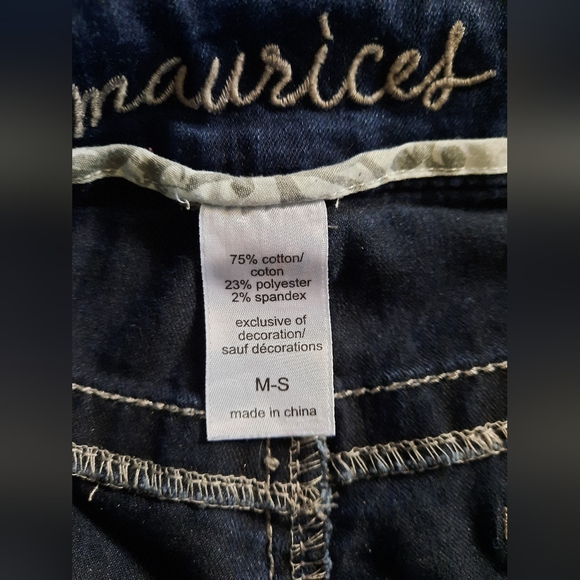 maurices
75% cotton/
coton
23% polyester
2% spandex
exclusive of
decoration/
sauf décorations
M-S
made in china